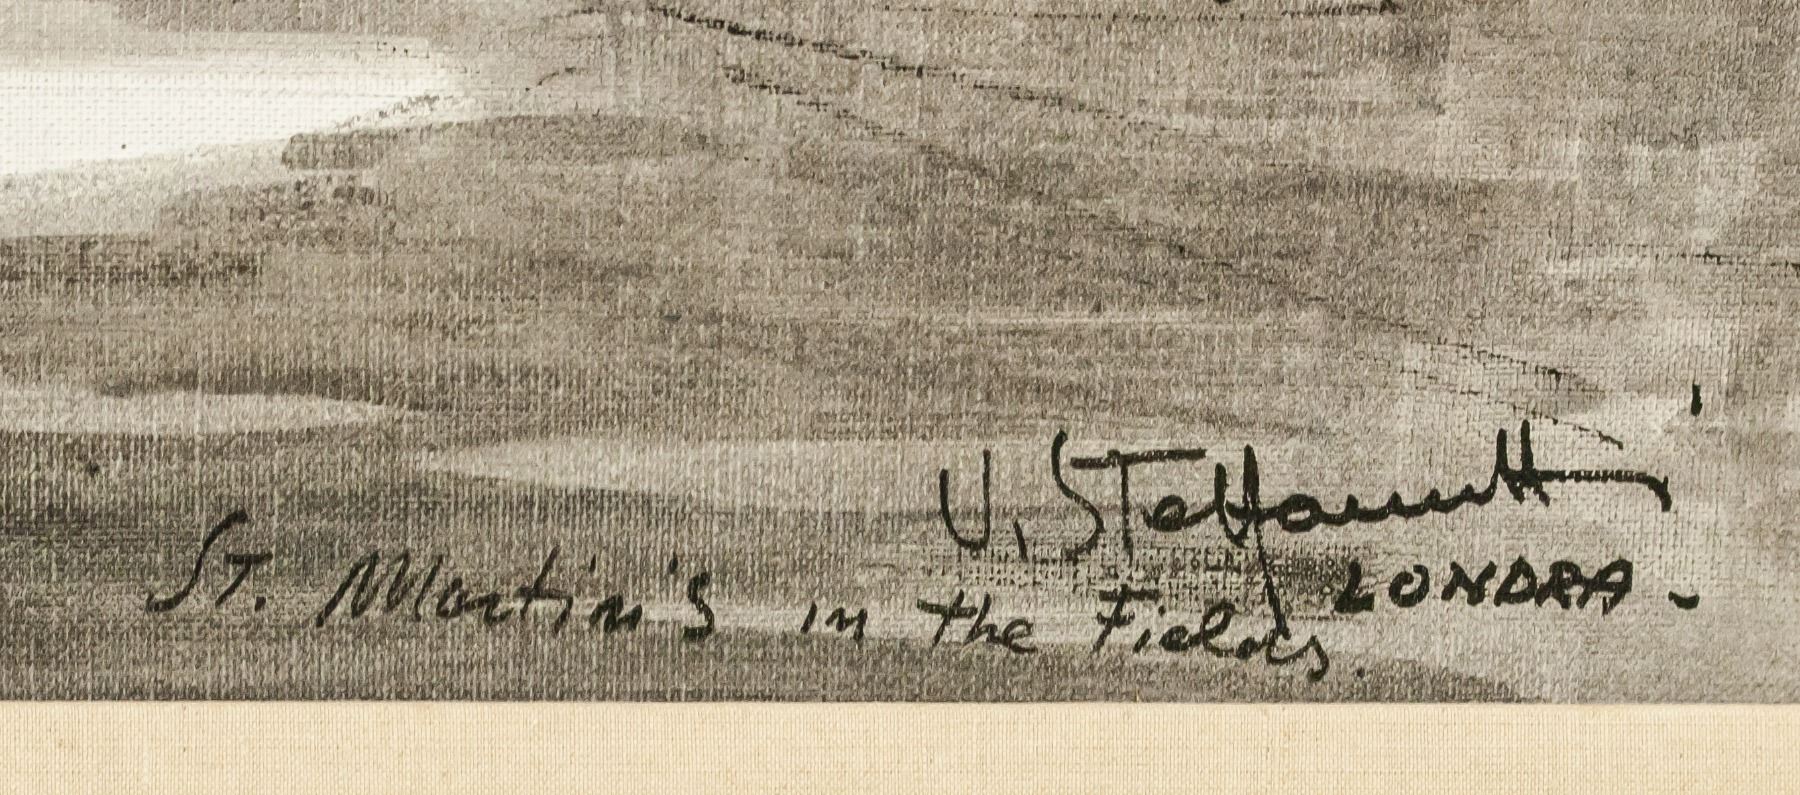 U. Steffanutti
LONDRA -
St. Martin's in the Fields.